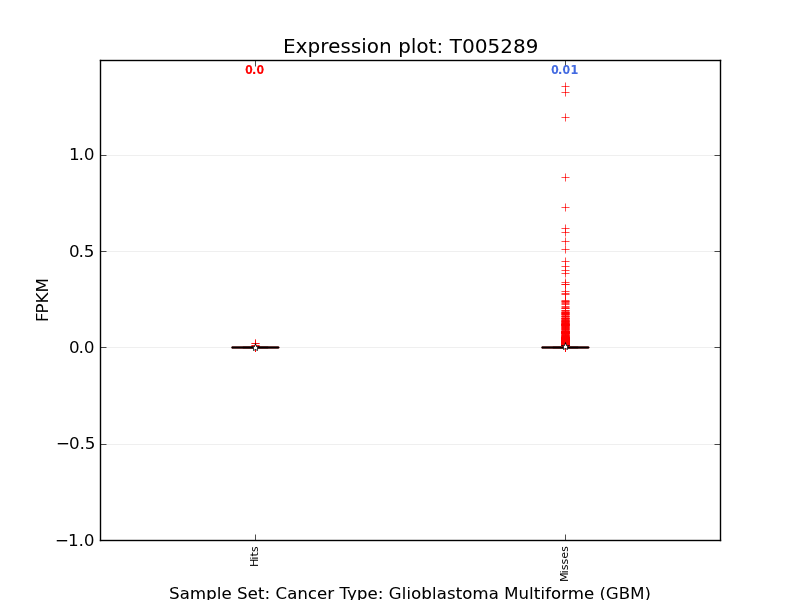 Expression plot: T005289
0.0
0.01
1.0
0.5
0.0
−0.5
−1.0
FPKM
Hits
Misses
Sample Set: Cancer Type: Glioblastoma Multiforme (GBM)